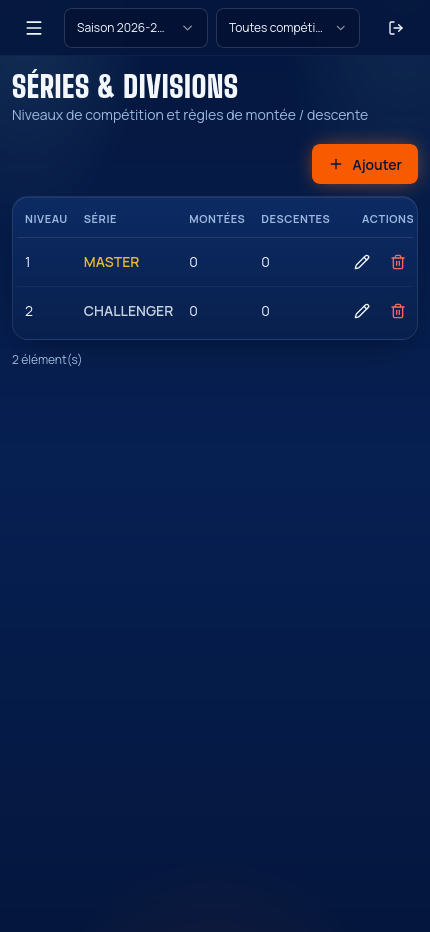 Saison 2026-2... Toutes compéti...
SÉRIES & DIVISIONS
Niveaux de compétition et règles de montée / descente
Ajouter
NIVEAU SÉRIE MONTÉES DESCENTES ACTIONS
1 MASTER 0 0
2 CHALLENGER 0 0
2 élément(s)